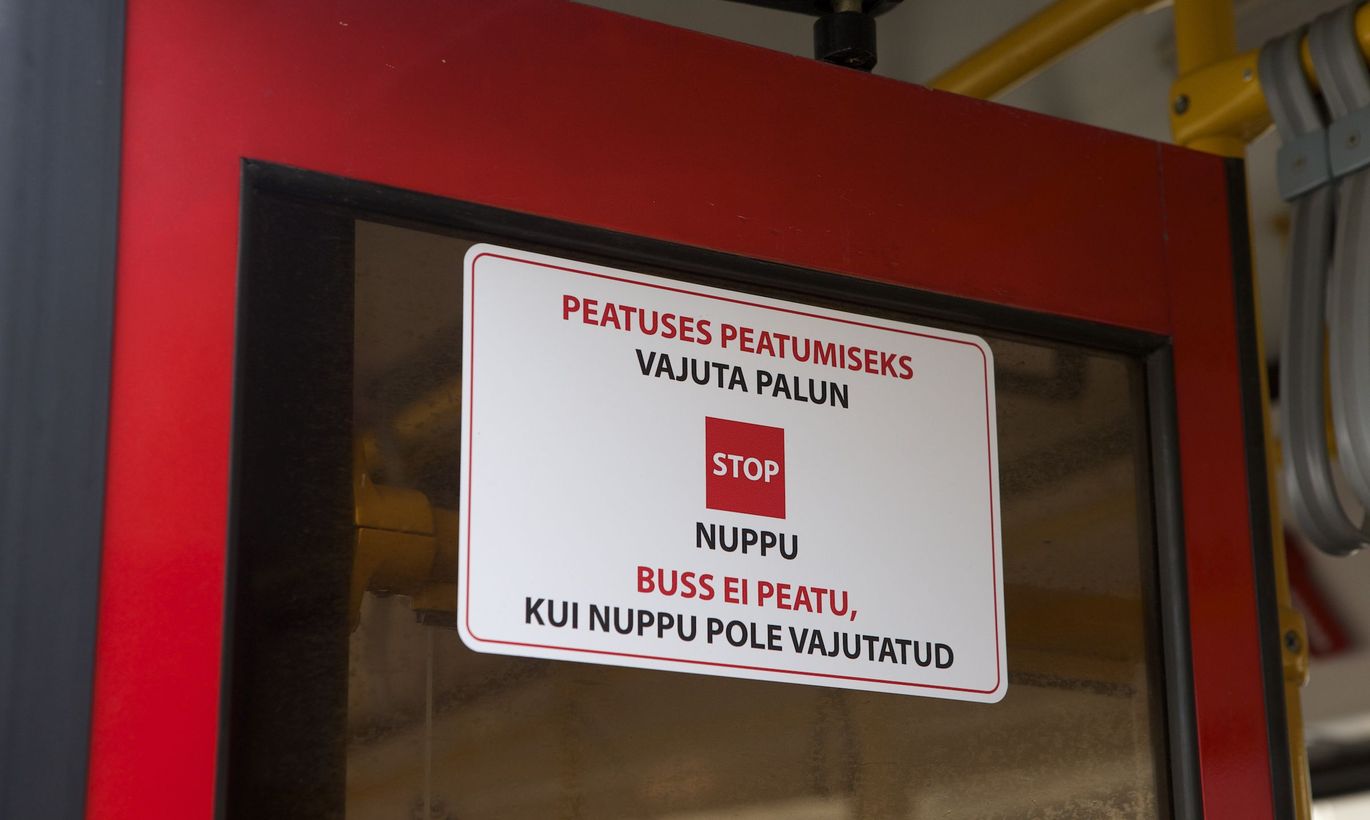 PEATUSES PEATUMISEKS
VAJUTA PALUN
STOP
NUPPU
BUSS EI PEATU,
KUI NUPPU POLE VAJUTATUD